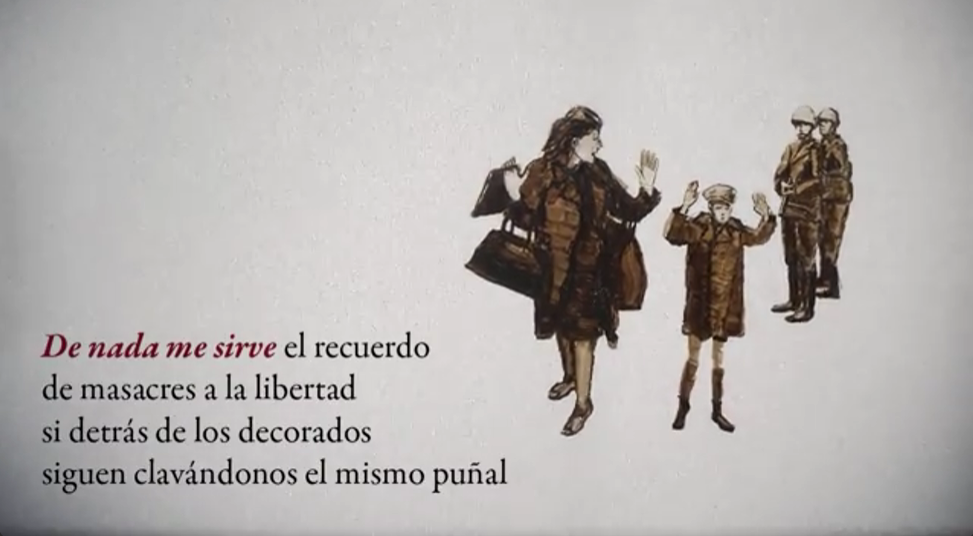 De nada me sirve el recuerdo
de masacres a la libertad
si detrás de los decorados
siguen clavándonos el mismo puñal